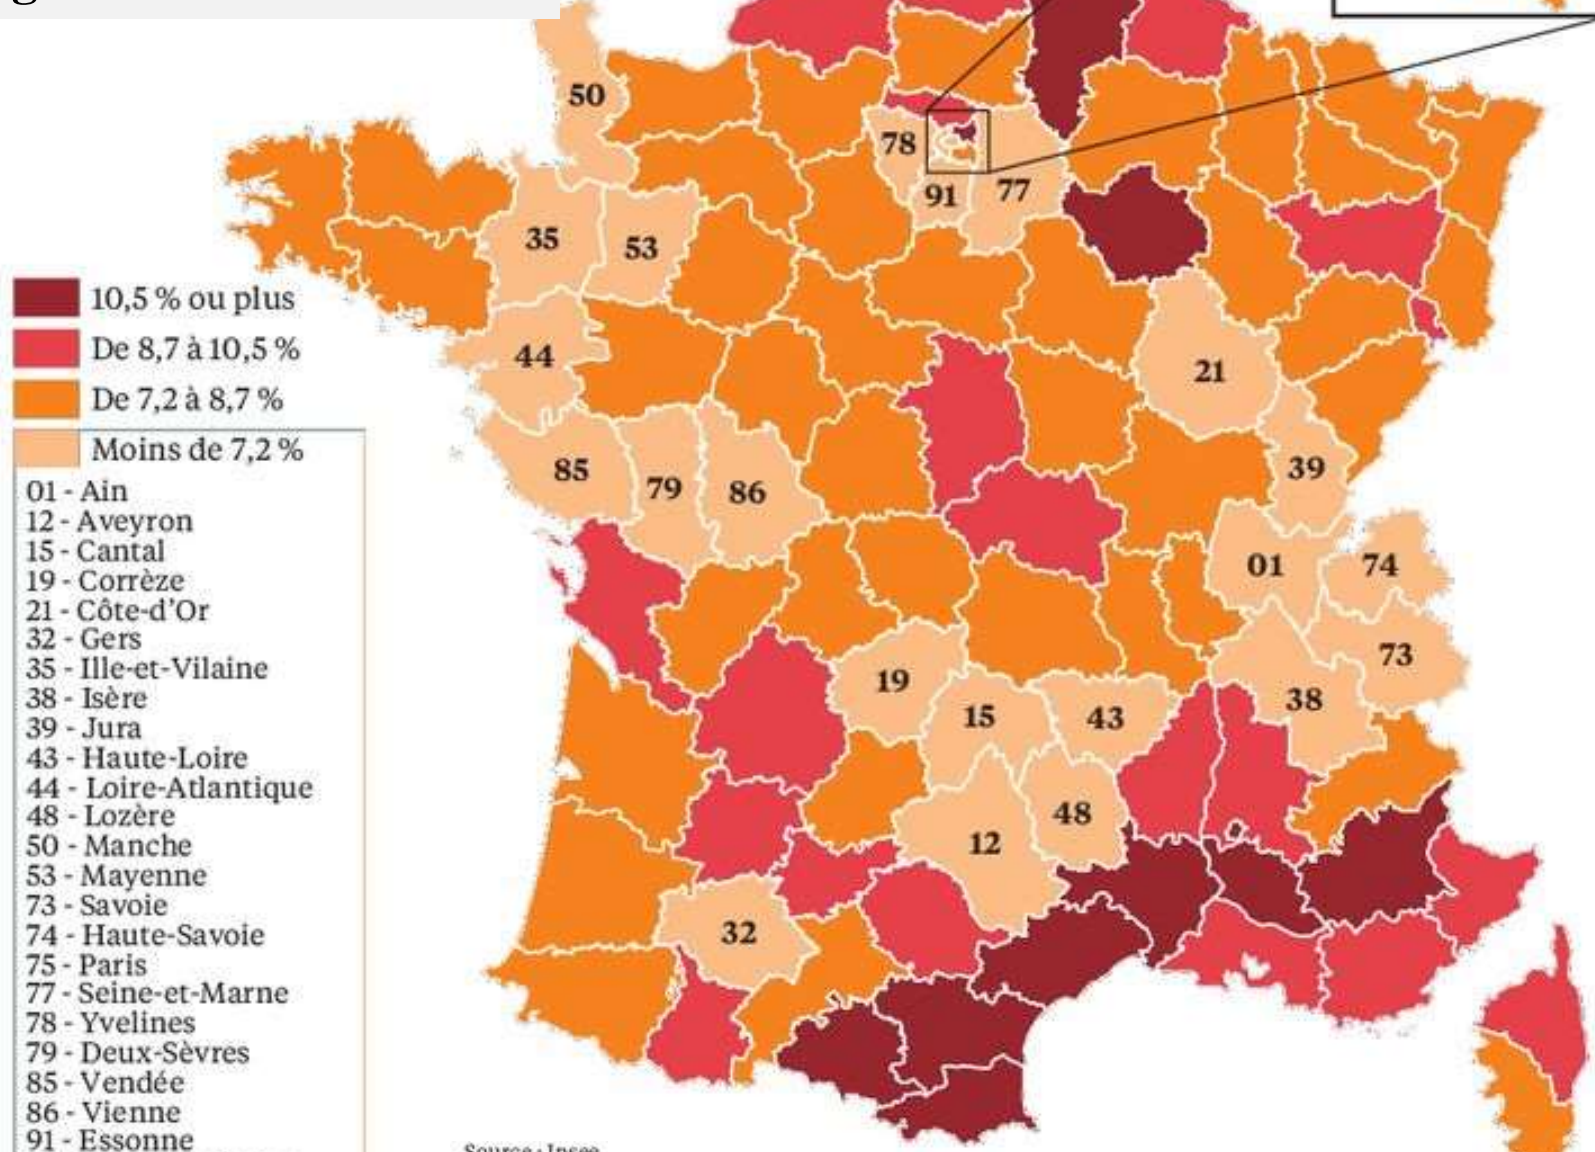 g
10,5 % ou plus
De 8,7 à 10,5 %
De 7,2 à 8,7 %
Moins de 7,2 %
01 - Ain
12 - Aveyron
15 - Cantal
19 - Corrèze
21 - Côte-d’Or
32 - Gers
35 - Ille-et-Vilaine
38 - Isère
39 - Jura
43 - Haute-Loire
44 - Loire-Atlantique
48 - Lozère
50 - Manche
53 - Mayenne
73 - Savoie
74 - Haute-Savoie
75 - Paris
77 - Seine-et-Marne
78 - Yvelines
79 - Deux-Sèvres
85 - Vendée
86 - Vienne
91 - Essonne
50
78
91
77
35
53
44
21
85
79
86
39
01
74
73
19
15
43
38
48
12
32
Source : Insee